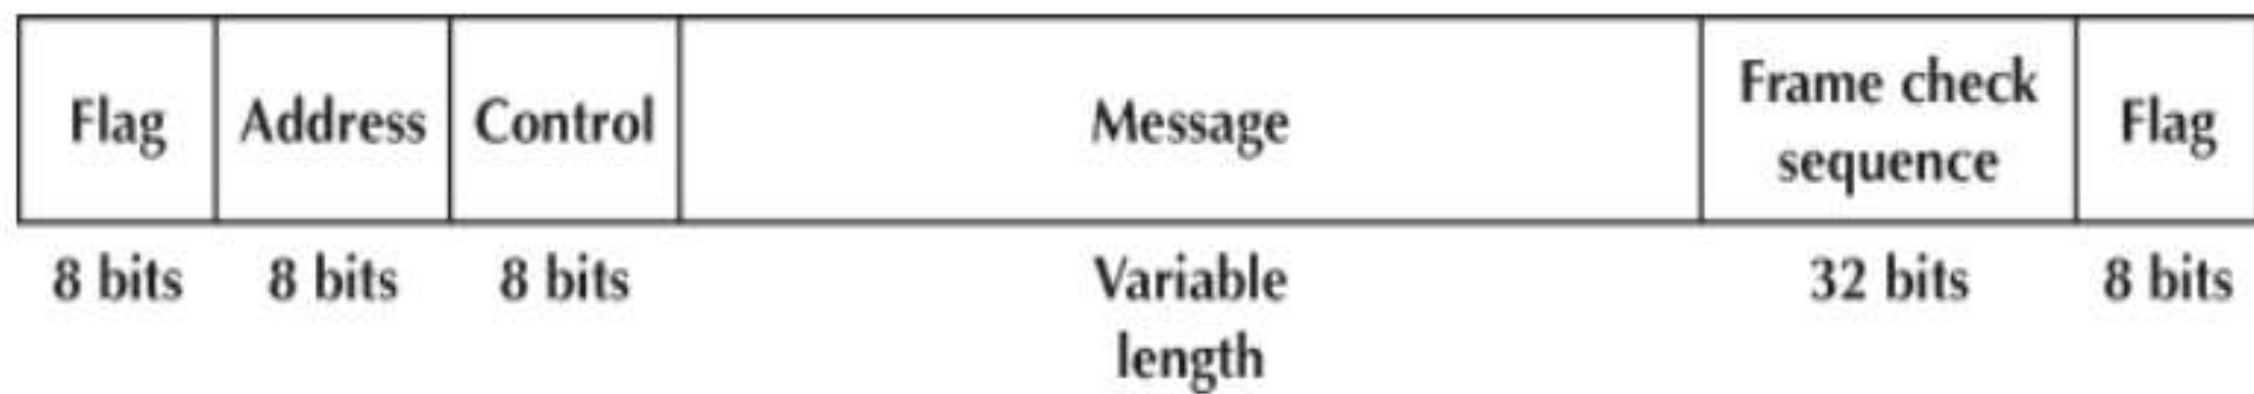 Flag Address Control Message Frame check sequence Flag
8 bits 8 bits 8 bits Variable length 32 bits 8 bits